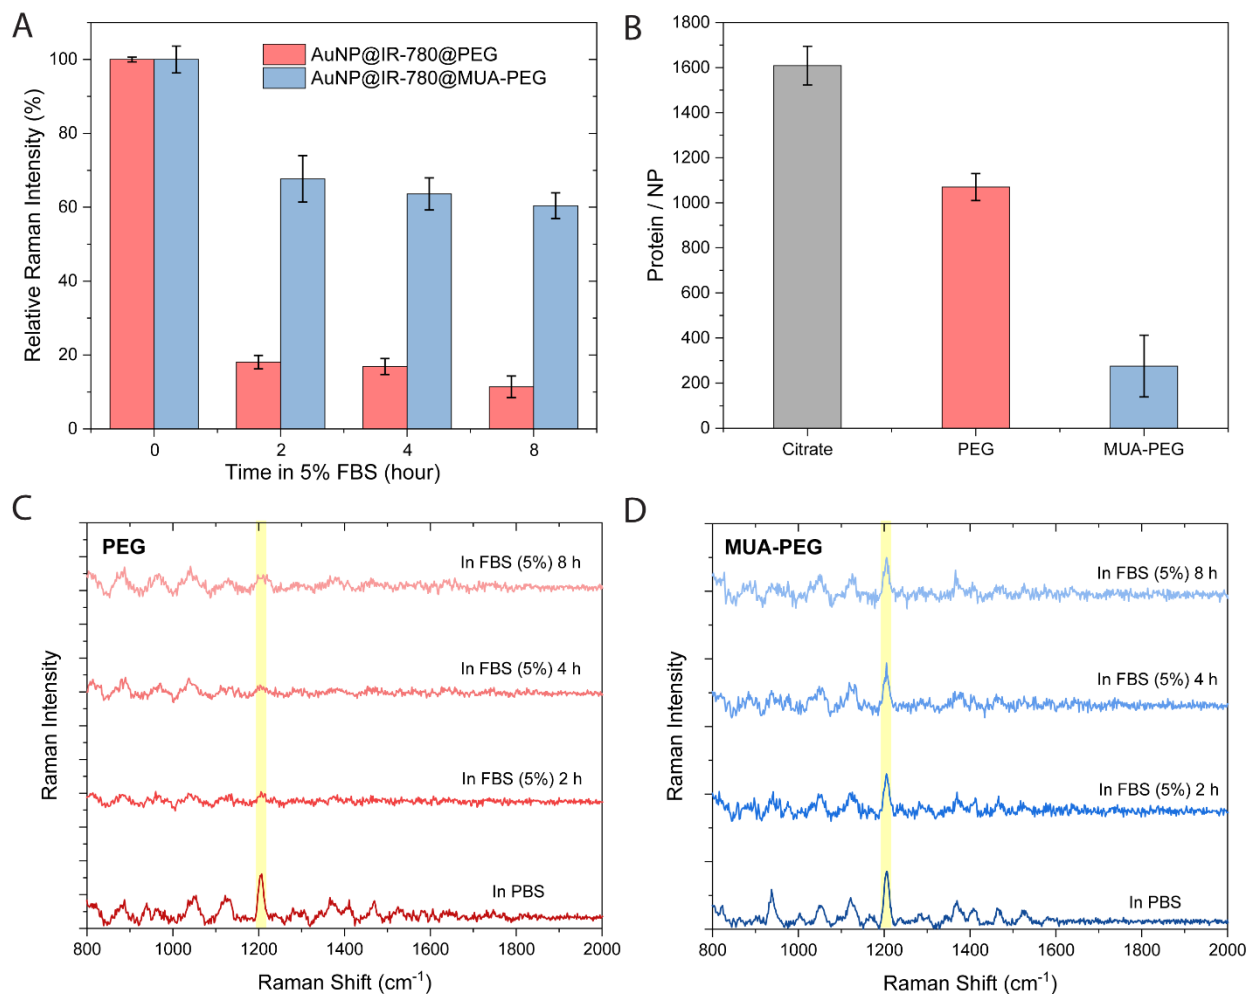 A
AuNP@IR-780@PEG
AuNP@IR-780@MUA-PEG
Relative Raman Intensity (%)
100
80
60
40
20
0
0 2 4 8
Time in 5% FBS (hour)
B
Protein / NP
1800
1600
1400
1200
1000
800
600
400
200
0
Citrate PEG MUA-PEG
C
PEG
In FBS (5%) 8 h
In FBS (5%) 4 h
In FBS (5%) 2 h
In PBS
Raman Intensity
800 1000 1200 1400 1600 1800 2000
Raman Shift (cm⁻¹)
D
MUA-PEG
In FBS (5%) 8 h
In FBS (5%) 4 h
In FBS (5%) 2 h
In PBS
Raman Intensity
800 1000 1200 1400 1600 1800 2000
Raman Shift (cm⁻¹)